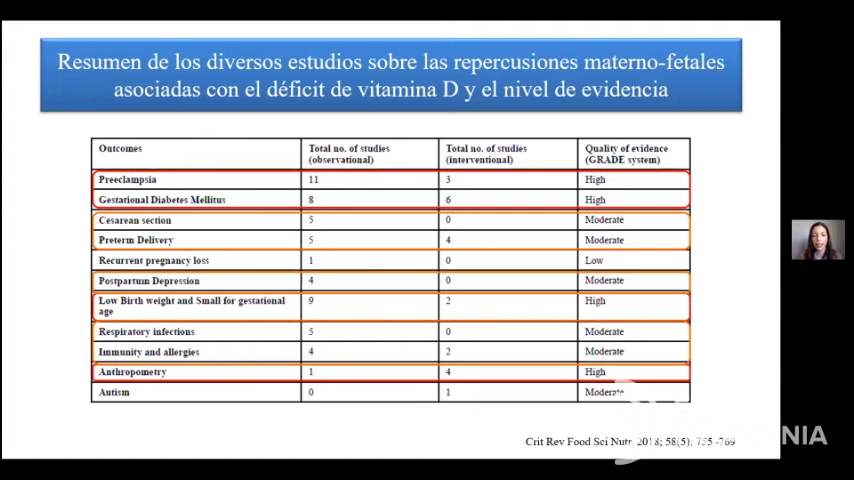 Resumen de los diversos estudios sobre las repercusiones materno-fetales
asociadas con el déficit de vitamina D y el nivel de evidencia
Outcomes Total no. of studies (observational) Total no. of studies (interventional) Quality of evidence (GRADE system)
Preeclampsia 11 3 High
Gestational Diabetes Mellitus 8 6 High
Cesarean section 5 0 Moderate
Preterm Delivery 5 4 Moderate
Recurrent pregnancy loss 1 0 Low
Postpartum Depression 4 0 Moderate
Low Birth weight and Small for gestational age 9 2 High
Respiratory infections 5 0 Moderate
Immunity and allergies 4 2 Moderate
Anthropometry 1 4 High
Autism 0 1 Moderate
Crit Rev Food Sci Nutr. 2018; 58(5): 755-769